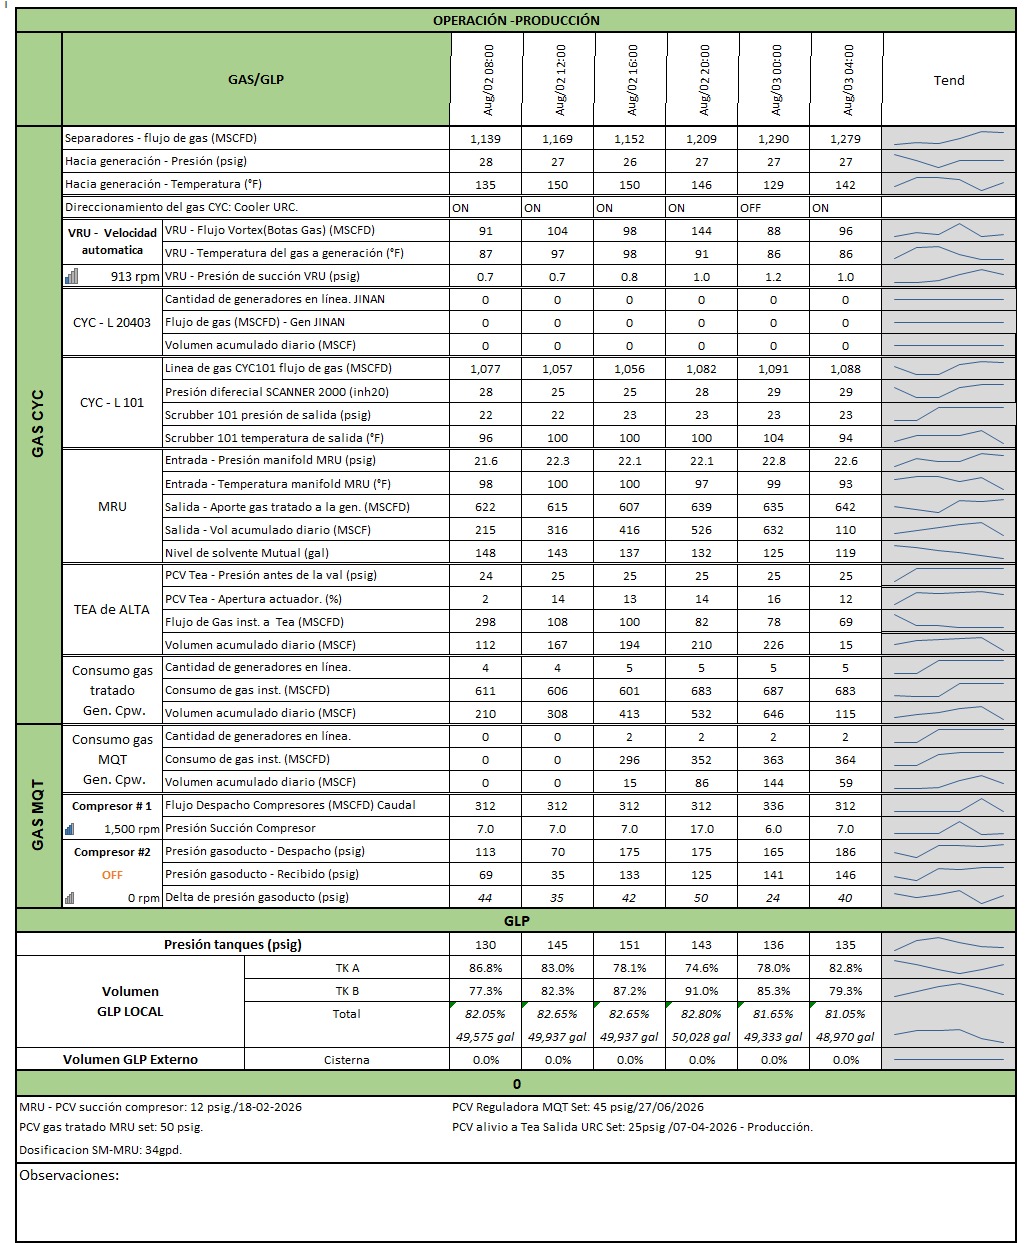 OPERACIÓN -PRODUCCIÓN
GAS/GLP Aug/02 08:00 Aug/02 12:00 Aug/02 16:00 Aug/02 20:00 Aug/03 00:00 Aug/03 04:00 Tend
GAS CYC
Separadores - flujo de gas (MSCFD) 1,139 1,169 1,152 1,209 1,290 1,279
Hacia generación - Presión (psig) 28 27 26 27 27 27
Hacia generación - Temperatura (°F) 135 150 150 146 129 142
Direccionamiento del gas CYC: Cooler URC. ON ON ON ON OFF ON
VRU - Velocidad automatica
VRU - Flujo Vortex(Botas Gas) (MSCFD) 91 104 98 144 88 96
VRU - Temperatura del gas a generación (°F) 87 97 98 91 86 86
913 rpm VRU - Presión de succión VRU (psig) 0.7 0.7 0.8 1.0 1.2 1.0
CYC - L 20403
Cantidad de generadores en línea. JINAN 0 0 0 0 0 0
Flujo de gas (MSCFD) - Gen JINAN 0 0 0 0 0 0
Volumen acumulado diario (MSCF) 0 0 0 0 0 0
CYC - L 101
Linea de gas CYC101 flujo de gas (MSCFD) 1,077 1,057 1,056 1,082 1,091 1,088
Presión diferecial SCANNER 2000 (inh20) 28 25 25 28 29 29
Scrubber 101 presión de salida (psig) 22 22 23 23 23 23
Scrubber 101 temperatura de salida (°F) 96 100 100 100 104 94
MRU
Entrada - Presión manifold MRU (psig) 21.6 22.3 22.1 22.1 22.8 22.6
Entrada - Temperatura manifold MRU (°F) 98 100 100 97 99 93
Salida - Aporte gas tratado a la gen. (MSCFD) 622 615 607 639 635 642
Salida - Vol acumulado diario (MSCF) 215 316 416 526 632 110
Nivel de solvente Mutual (gal) 148 143 137 132 125 119
TEA de ALTA
PCV Tea - Presión antes de la val (psig) 24 25 25 25 25 25
PCV Tea - Apertura actuador. (%) 2 14 13 14 16 12
Flujo de Gas inst. a Tea (MSCFD) 298 108 100 82 78 69
Volumen acumulado diario (MSCF) 112 167 194 210 226 15
Consumo gas
tratado
Gen. Cpw.
Cantidad de generadores en línea. 4 4 5 5 5 5
Consumo de gas inst. (MSCFD) 611 606 601 683 687 683
Volumen acumulado diario (MSCF) 210 308 413 532 646 115
GAS MQT
Consumo gas
MQT
Gen. Cpw.
Cantidad de generadores en línea. 0 0 2 2 2 2
Consumo de gas inst. (MSCFD) 0 0 296 352 363 364
Volumen acumulado diario (MSCF) 0 0 15 86 144 59
Compresor # 1 Flujo Despacho Compresores (MSCFD) Caudal 312 312 312 312 336 312
1,500 rpm Presión Succión Compresor 7.0 7.0 7.0 17.0 6.0 7.0
Compresor #2 Presión gasoducto - Despacho (psig) 113 70 175 175 165 186
OFF Presión gasoducto - Recibido (psig) 69 35 133 125 141 146
0 rpm Delta de presión gasoducto (psig) 44 35 42 50 24 40
GLP
Presión tanques (psig) 130 145 151 143 136 135
Volumen
GLP LOCAL
TK A 86.8% 83.0% 78.1% 74.6% 78.0% 82.8%
TK B 77.3% 82.3% 87.2% 91.0% 85.3% 79.3%
Total 82.05% 82.65% 82.65% 82.80% 81.65% 81.05%
49,575 gal 49,937 gal 49,937 gal 50,028 gal 49,333 gal 48,970 gal
Volumen GLP Externo Cisterna 0.0% 0.0% 0.0% 0.0% 0.0% 0.0%
0
MRU - PCV succión compresor: 12 psig./18-02-2026 PCV Reguladora MQT Set: 45 psig/27/06/2026
PCV gas tratado MRU set: 50 psig. PCV alivio a Tea Salida URC Set: 25psig /07-04-2026 - Producción.
Dosificacion SM-MRU: 34gpd.
Observaciones: